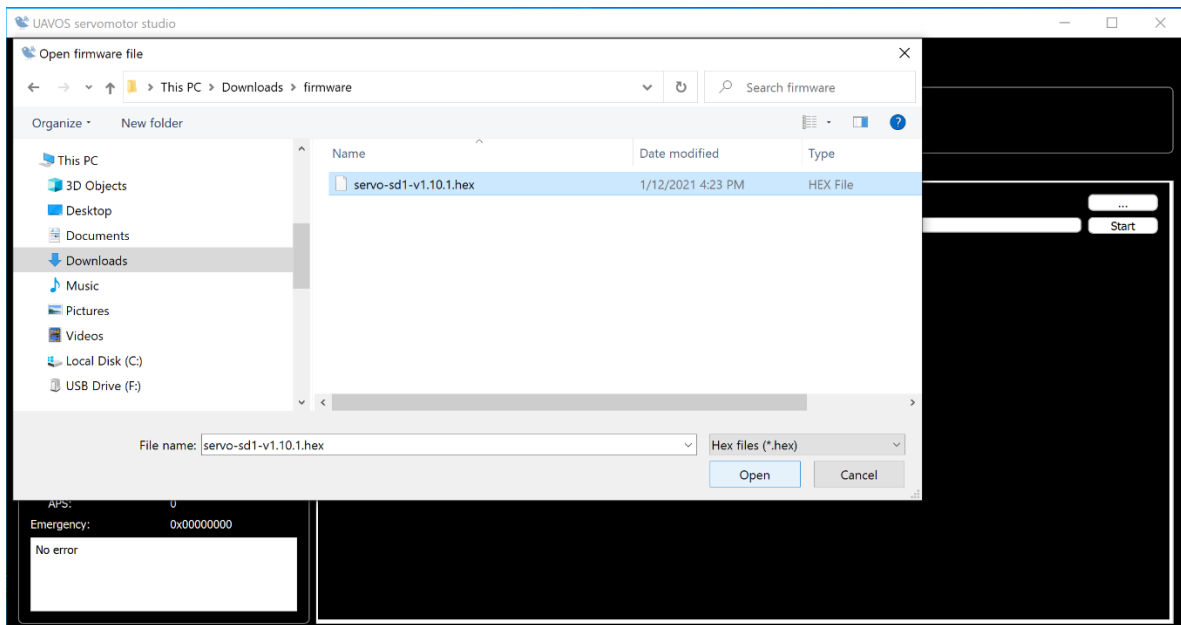 UAVOS servomotor studio
Open firmware file
This PC > Downloads > firmware
Search firmware
Organize
New folder
?
Name Date modified Type
servo-sd1-v1.10.1.hex 1/12/2021 4:23 PM HEX File
This PC
3D Objects
Desktop
Documents
Downloads
Music
Pictures
Videos
Local Disk (C:)
USB Drive (F:)
File name: servo-sd1-v1.10.1.hex Hex files (*.hex)
Open Cancel
...
Start
APS: 0
Emergency: 0x00000000
No error